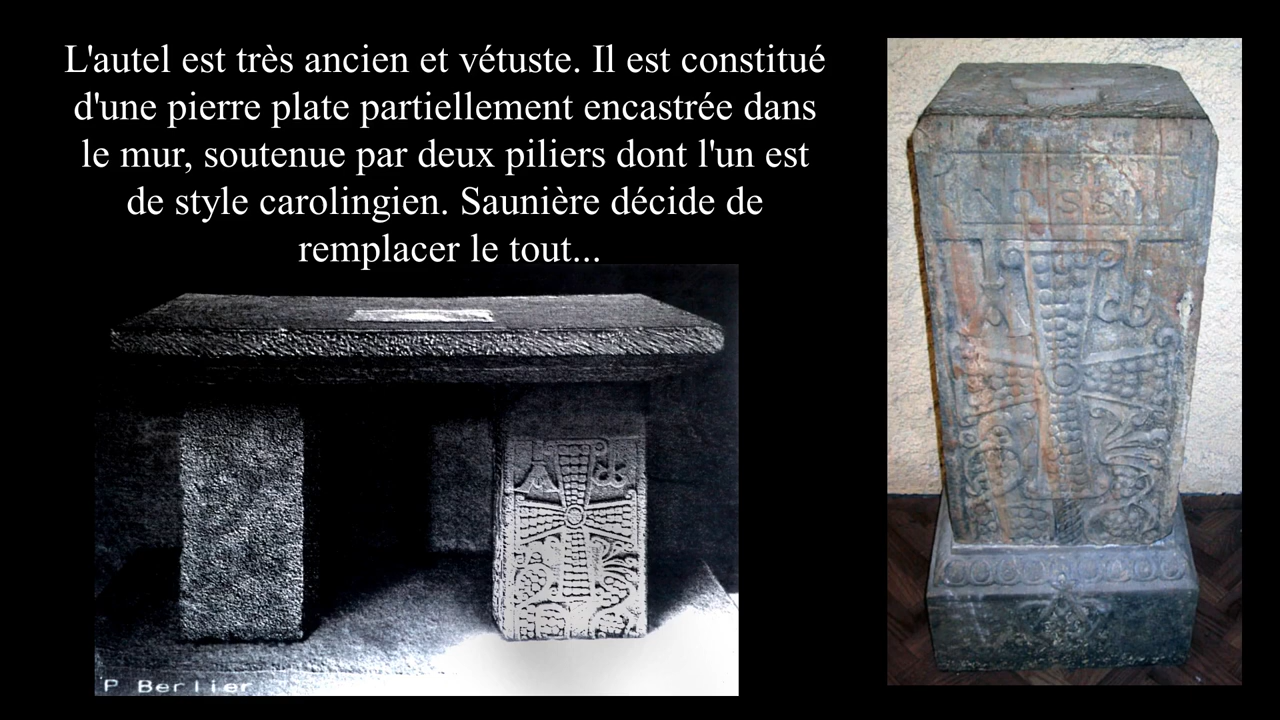 L'autel est très ancien et vétuste. Il est constitué
d'une pierre plate partiellement encastrée dans
le mur, soutenue par deux piliers dont l'un est
de style carolingien. Saunière décide de
remplacer le tout...
P Berlier